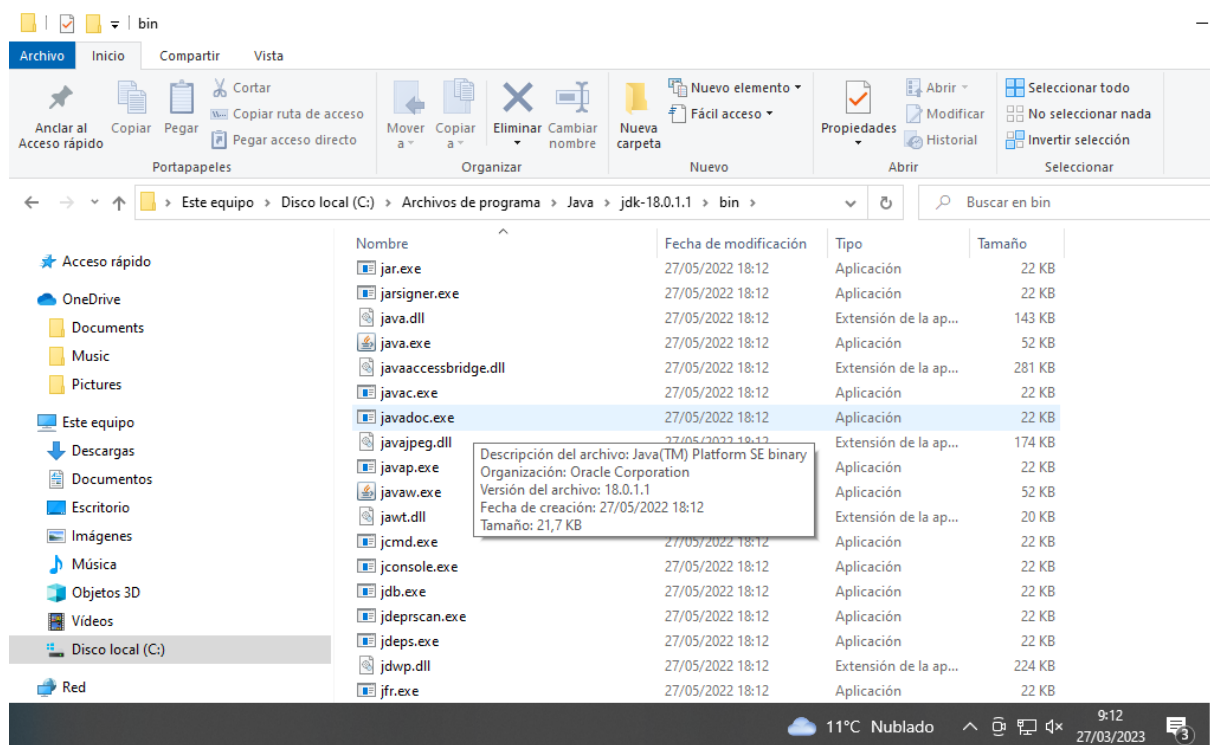 bin
Archivo Inicio Compartir Vista
Anclar al Acceso rápido
Copiar
Pegar
Cortar
Copiar ruta de acceso
Pegar acceso directo
Portapapeles
Mover a
Copiar a
Eliminar
Cambiar nombre
Organizar
Nueva carpeta
Nuevo elemento
Fácil acceso
Nuevo
Propiedades
Abrir
Modificar
Historial
Abrir
Seleccionar todo
No seleccionar nada
Invertir selección
Seleccionar
Este equipo > Disco local (C:) > Archivos de programa > Java > jdk-18.0.1.1 > bin >
Buscar en bin
Acceso rápido
OneDrive
Documents
Music
Pictures
Este equipo
Descargas
Documentos
Escritorio
Imágenes
Música
Objetos 3D
Vídeos
Disco local (C:)
Red
Nombre Fecha de modificación Tipo Tamaño
jar.exe 27/05/2022 18:12 Aplicación 22 KB
jarsigner.exe 27/05/2022 18:12 Aplicación 22 KB
java.dll 27/05/2022 18:12 Extensión de la ap... 143 KB
java.exe 27/05/2022 18:12 Aplicación 52 KB
javaaccessbridge.dll 27/05/2022 18:12 Extensión de la ap... 281 KB
javac.exe 27/05/2022 18:12 Aplicación 22 KB
javadoc.exe 27/05/2022 18:12 Aplicación 22 KB
javajpeg.dll 27/05/2022 18:12 Extensión de la ap... 174 KB
javap.exe Aplicación 22 KB
javaw.exe Aplicación 52 KB
jawt.dll Extensión de la ap... 20 KB
jcmd.exe 27/05/2022 18:12 Aplicación 22 KB
jconsole.exe 27/05/2022 18:12 Aplicación 22 KB
jdb.exe 27/05/2022 18:12 Aplicación 22 KB
jdeprscan.exe 27/05/2022 18:12 Aplicación 22 KB
jdeps.exe 27/05/2022 18:12 Aplicación 22 KB
jdwp.dll 27/05/2022 18:12 Extensión de la ap... 224 KB
jfr.exe 27/05/2022 18:12 Aplicación 22 KB
Descripción del archivo: Java(TM) Platform SE binary
Organización: Oracle Corporation
Versión del archivo: 18.0.1.1
Fecha de creación: 27/05/2022 18:12
Tamaño: 21,7 KB
11°C Nublado
9:12
27/03/2023
3